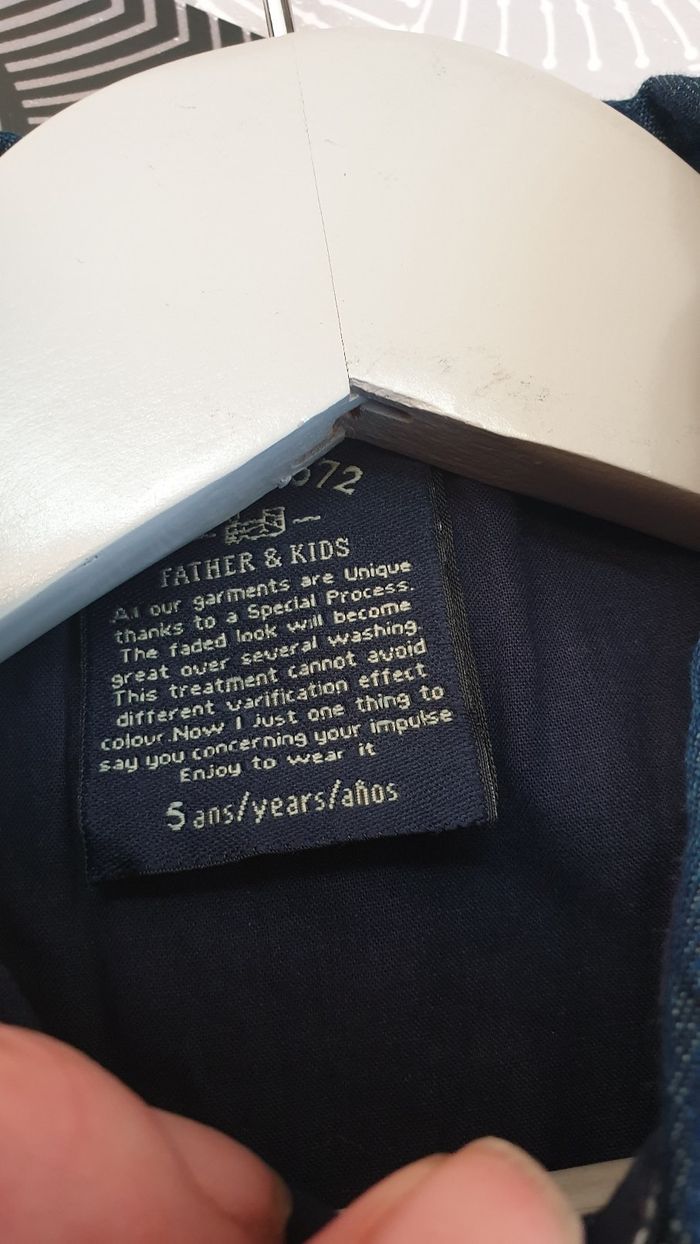 72
FATHER & KIDS
All our garments are Unique
thanks to a Special Process.
The faded look will become
great over several washing.
This treatment cannot avoid
different varification effect
colour.Now I just one thing to
say you concerning your impulse
Enjoy to wear it
5 ans/years/años